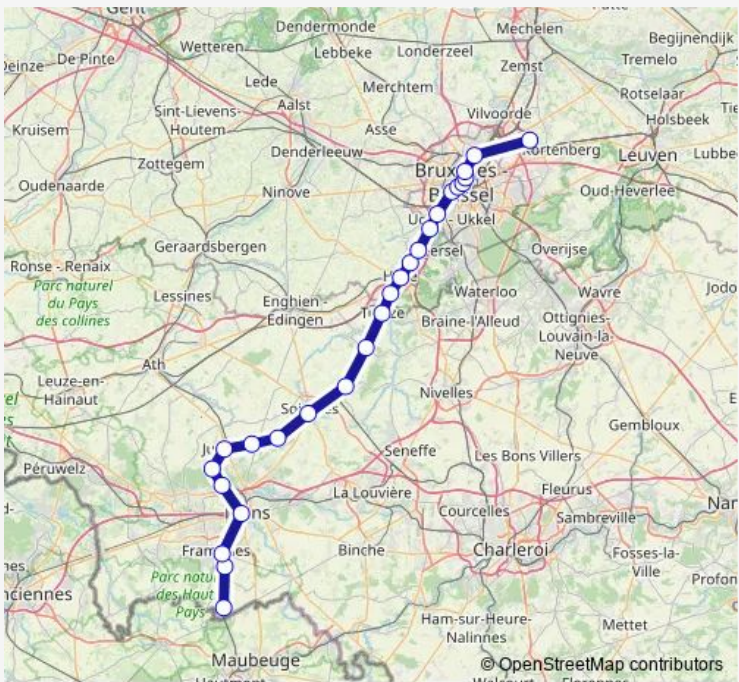 Gent
Dendermonde
Mechelen
Wetteren
Lebbeke
Londerzeel
Begijnendijk
De Pinte
Zemst
Tremelo
Lede
Merchtem
Rotselaar
Aalst
Sint-Lievens-
Houtem
Vilvoorde
Holsbeek
Kruisem
Asse
Denderleeuw
Kortenberg
Leuven
Zottegem
Oudenaarde
Ninove
Oud-Heverlee
Geraardsbergen
Overijse
Ronse - Renaix
Parc naturel
du Pays
des collines
Lessines
Enghien -
Edingen
Waterloo
Wavre
Braine-l'Alleud
Ottignies-
Louvain-la-
Neuve
Ath
Leuze-en-
Hainaut
Nivelles
Gembloux
Péruwelz
Seneffe
Les Bons Villers
La Louvière
Fleurus
Courcelles
Sambreville
Binche
Charleroi
Fosses-la-
Ville
Parc natu
des Haut
Pays
Ham-sur-Heure-
Nalinnes
Mettet
Maubeuge
© OpenStreetMap contributors